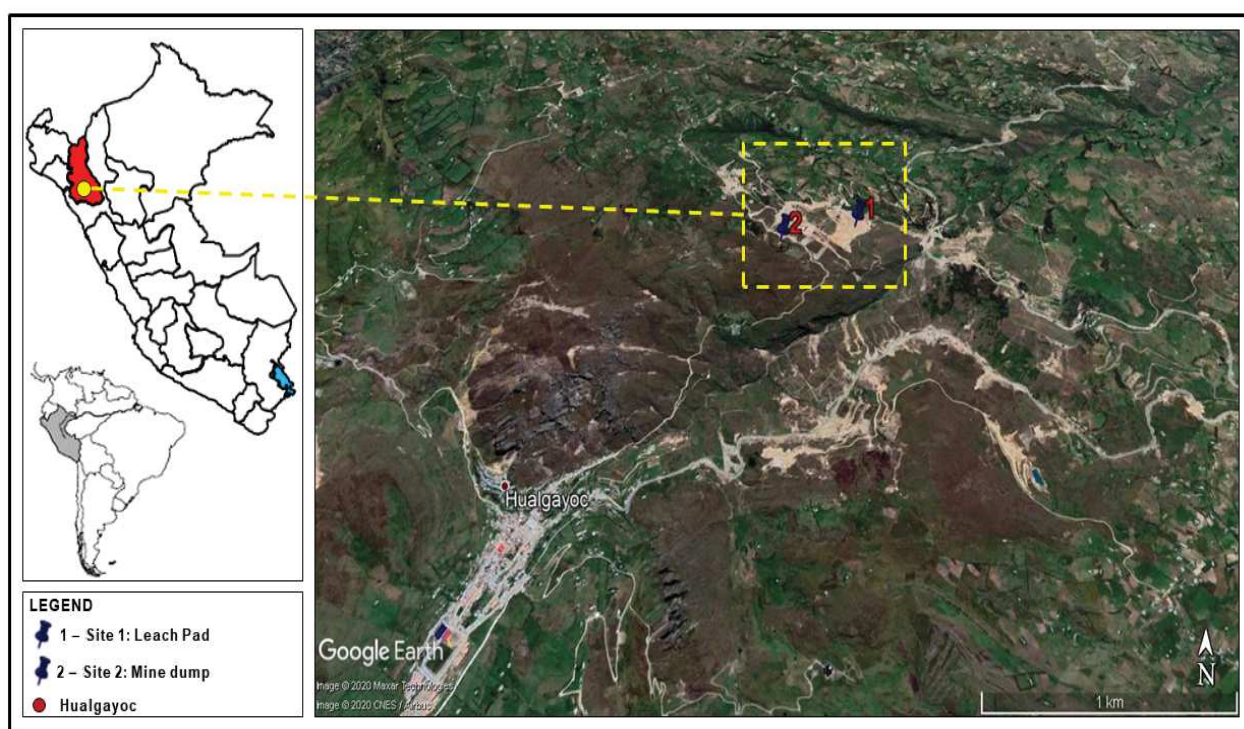 LEGEND
1 – Site 1: Leach Pad
2 – Site 2: Mine dump
Hualgayoc
1
2
Hualgayoc
Google Earth
Image © 2020 Maxar Technologies
Image © 2020 CNES / Airbus
N
1 km